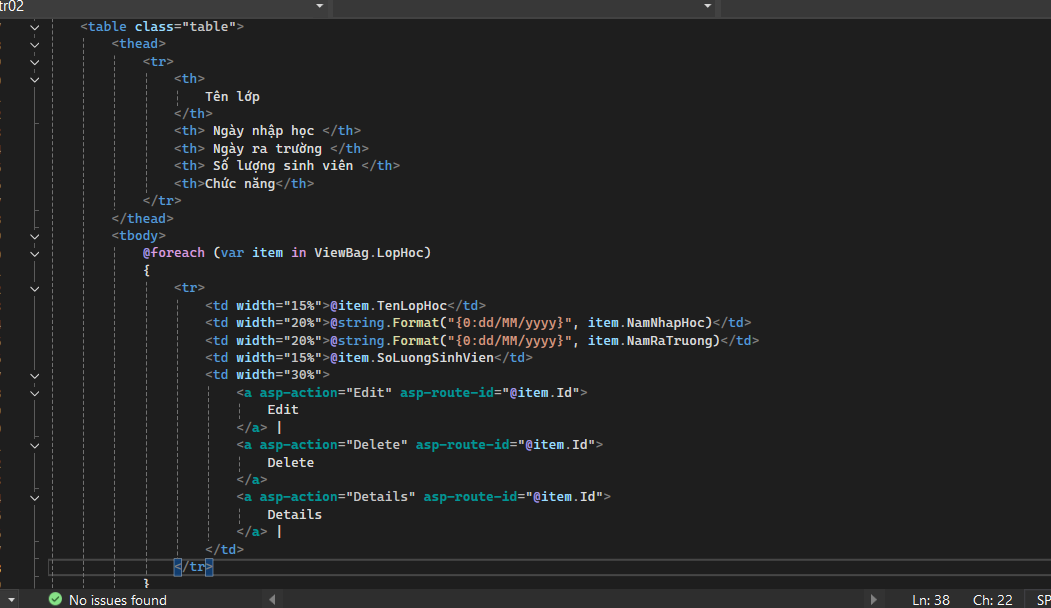 tr02
<table class="table">
<thead>
<tr>
<th>
Tên lớp
</th>
<th> Ngày nhập học </th>
<th> Ngày ra trường </th>
<th> Số lượng sinh viên </th>
<th>Chức năng</th>
</tr>
</thead>
<tbody>
@foreach (var item in ViewBag.LopHoc)
{
<tr>
<td width="15%">@item.TenLopHoc</td>
<td width="20%">@string.Format("{0:dd/MM/yyyy}", item.NamNhapHoc)</td>
<td width="20%">@string.Format("{0:dd/MM/yyyy}", item.NamRaTruong)</td>
<td width="15%">@item.SoLuongSinhVien</td>
<td width="30%">
<a asp-action="Edit" asp-route-id="@item.Id">
Edit
</a> |
<a asp-action="Delete" asp-route-id="@item.Id">
Delete
</a>
<a asp-action="Details" asp-route-id="@item.Id">
Details
</a> |
</td>
</tr>
}
No issues found
Ln: 38 Ch: 22 SP